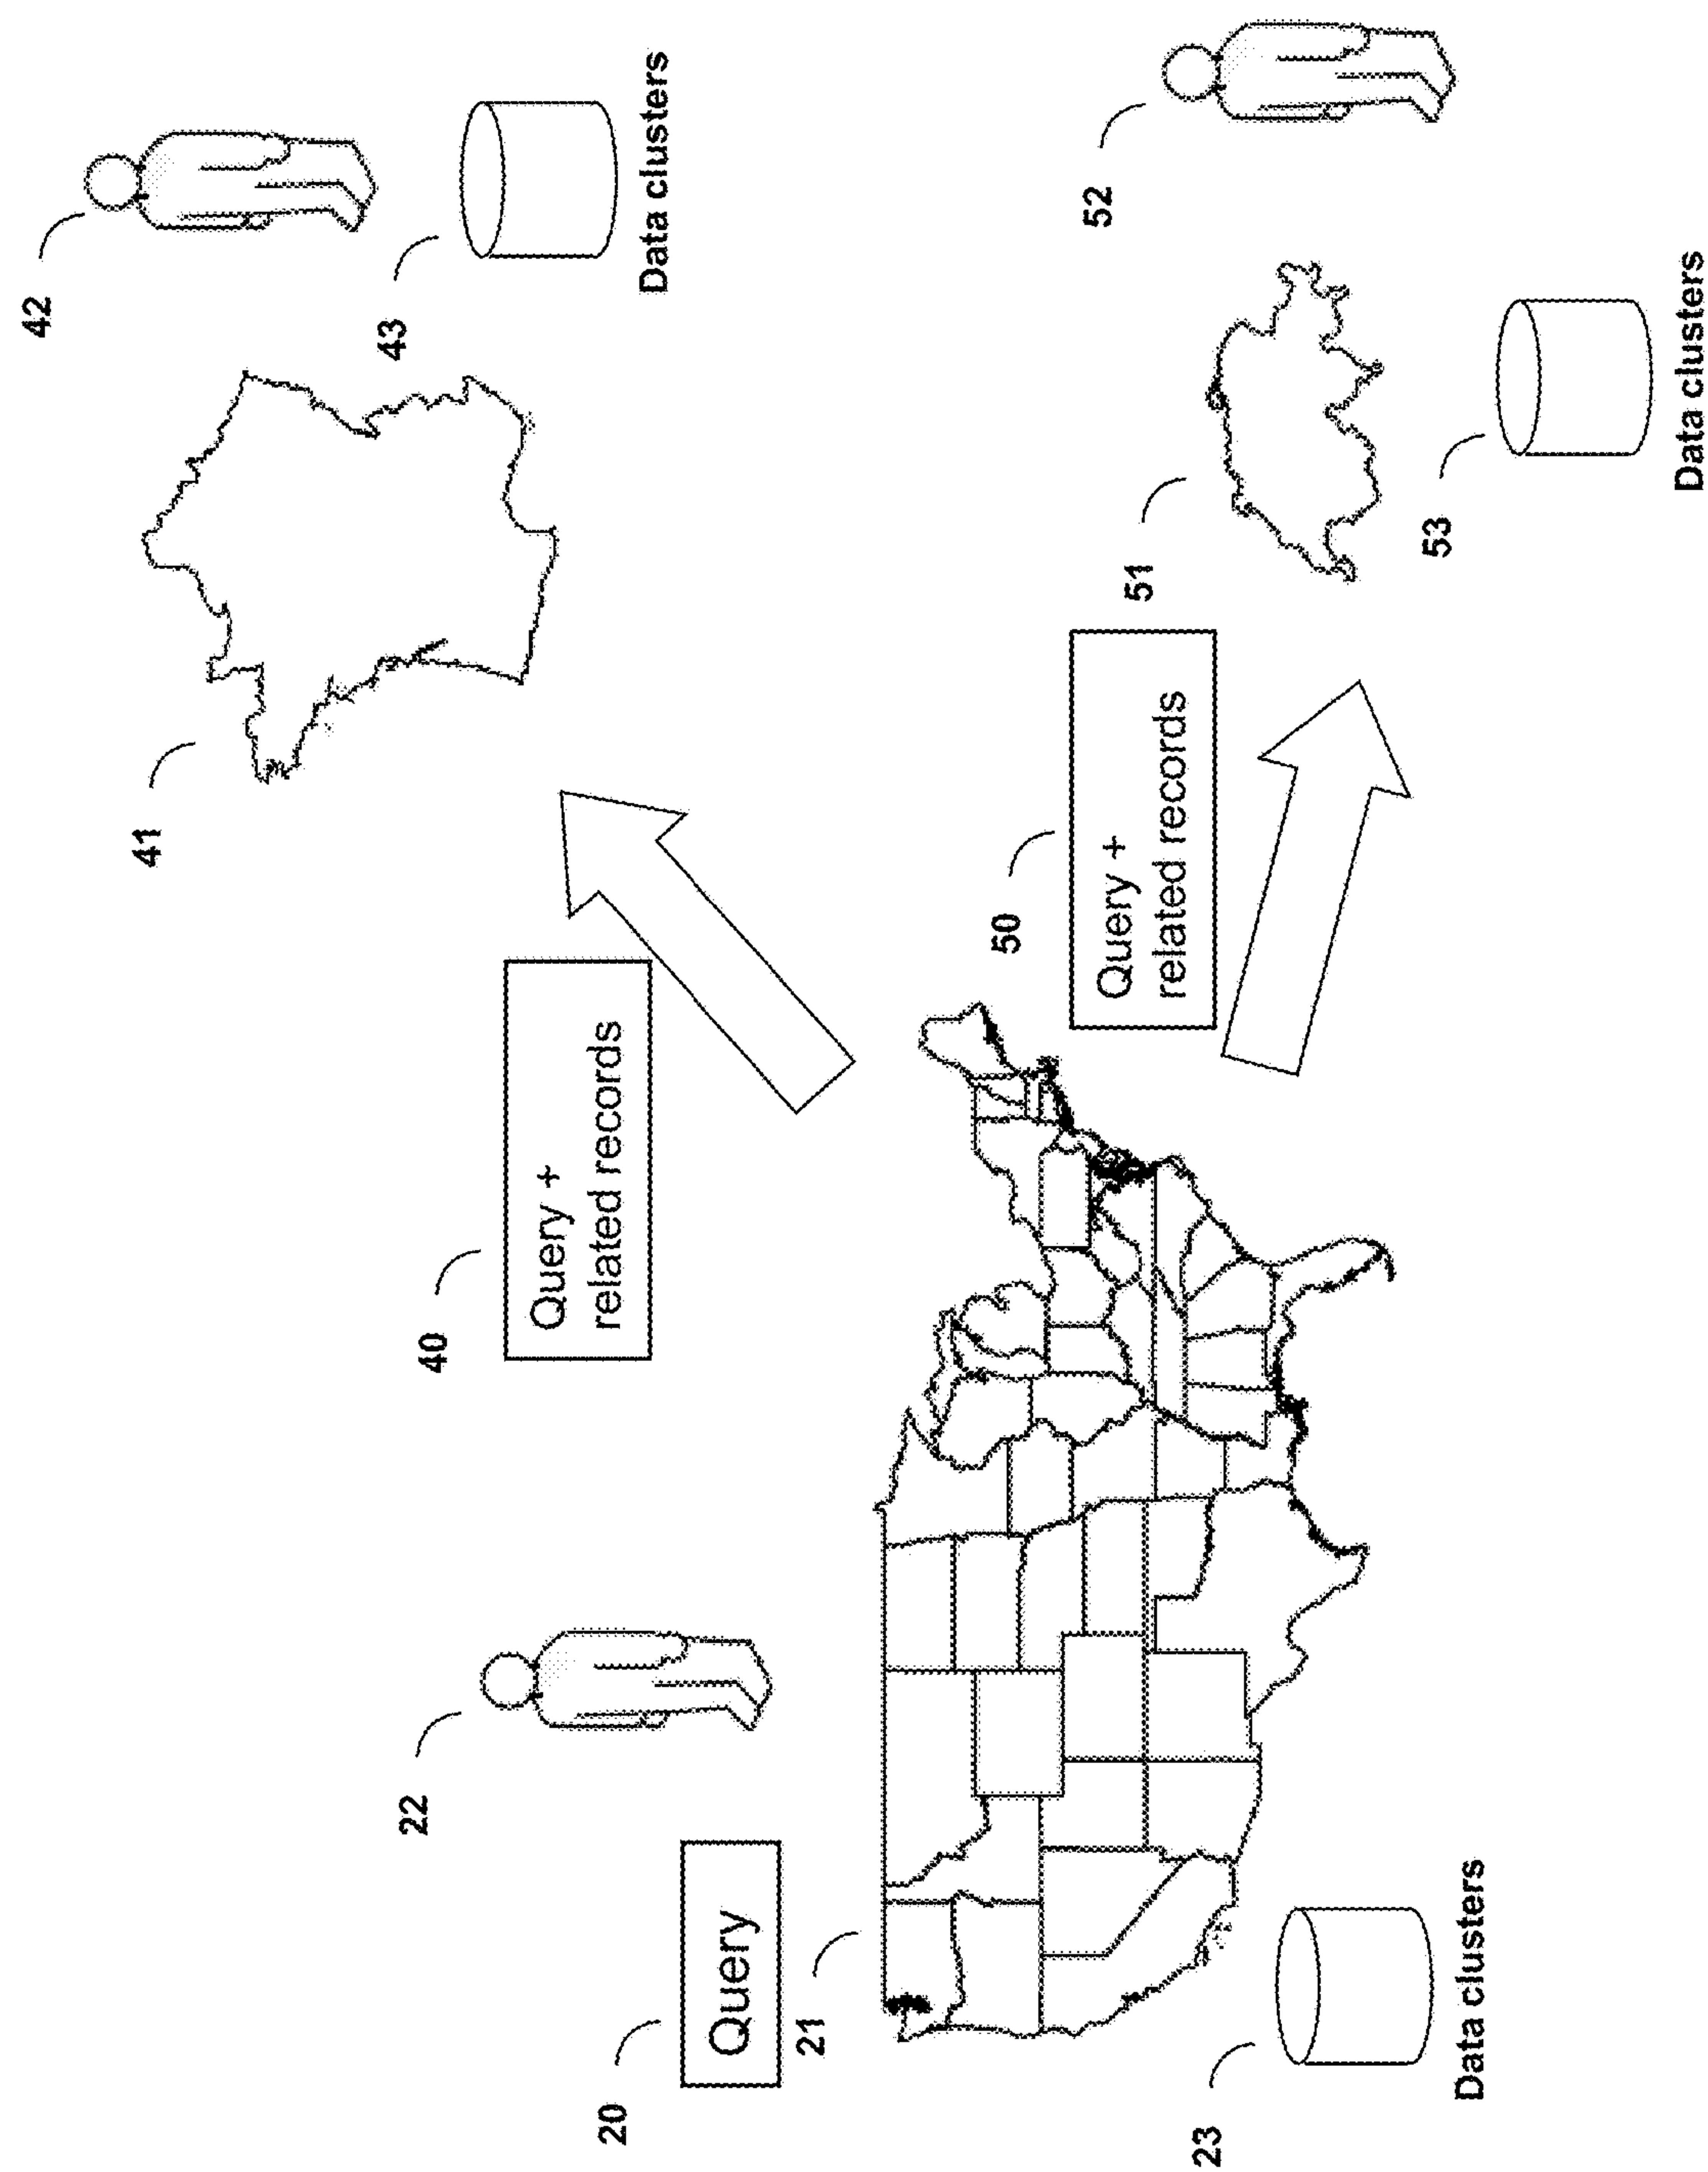 42
41
43
22
40
Query +
related records
20
Data clusters
Query
21
50
52
Query +
related records
51
23
53
Data clusters
Data clusters